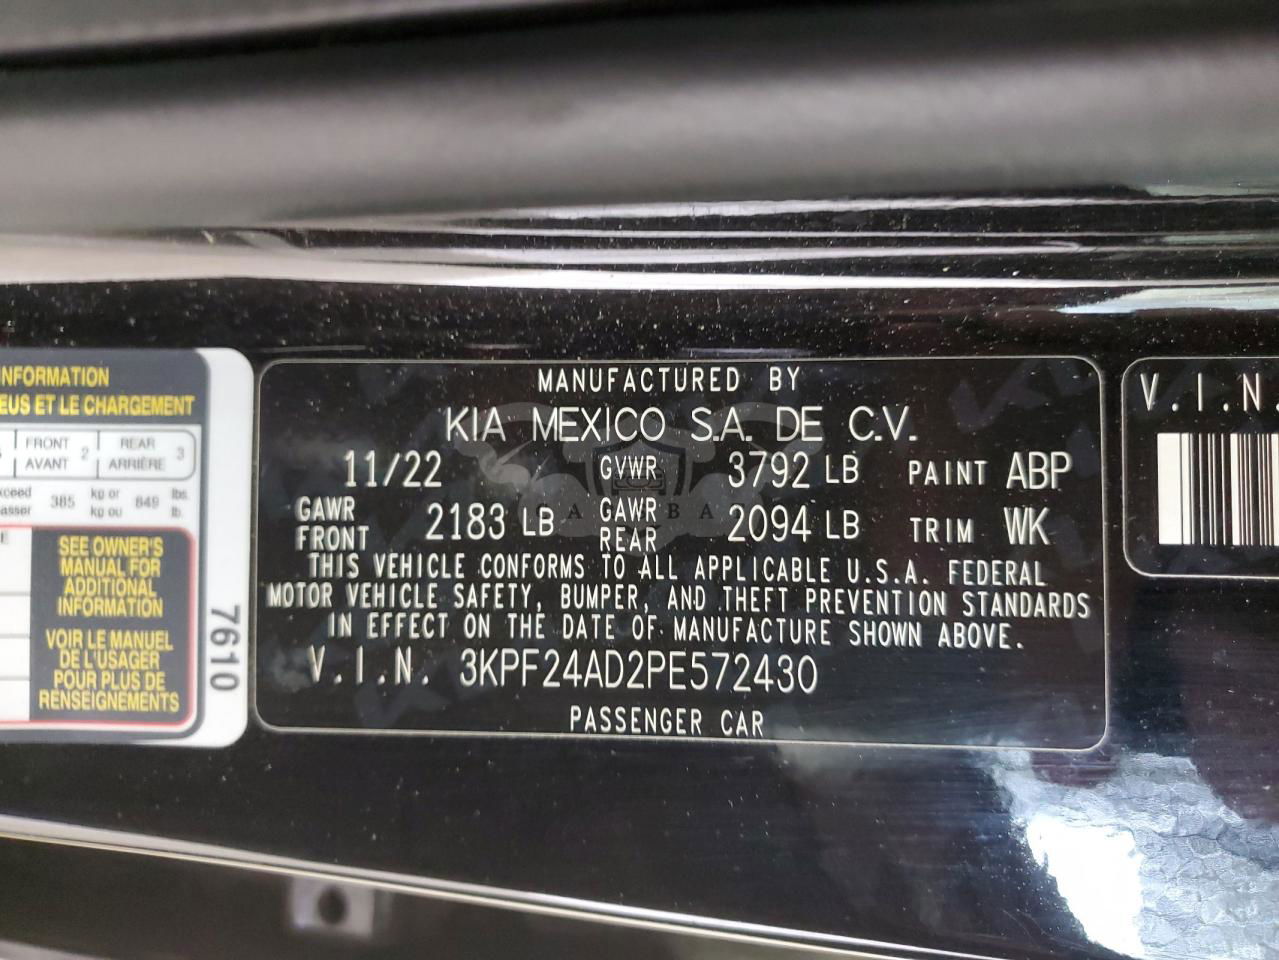 NFORMATION
EUS ET LE CHARGEMENT
FRONT
AVANT 2
REAR
ARRIÈRE 3
385 kg or
kg ou 849 lbs.
lb.
SEE OWNER'S
MANUAL FOR
ADDITIONAL
INFORMATION
VOIR LE MANUEL
DE L'USAGER
POUR PLUS DE
RENSEIGNEMENTS
7610
MANUFACTURED BY
KIA MEXICO S.A. DE C.V.
11/22 GVWR 3792 LB PAINT ABP
GAWR FRONT 2183 LB GAWR REAR 2094 LB TRIM WK
THIS VEHICLE CONFORMS TO ALL APPLICABLE U.S.A. FEDERAL
MOTOR VEHICLE SAFETY, BUMPER, AND THEFT PREVENTION STANDARDS
IN EFFECT ON THE DATE OF MANUFACTURE SHOWN ABOVE.
V.I.N. 3KPF24AD2PE572430
PASSENGER CAR
V.I.N.